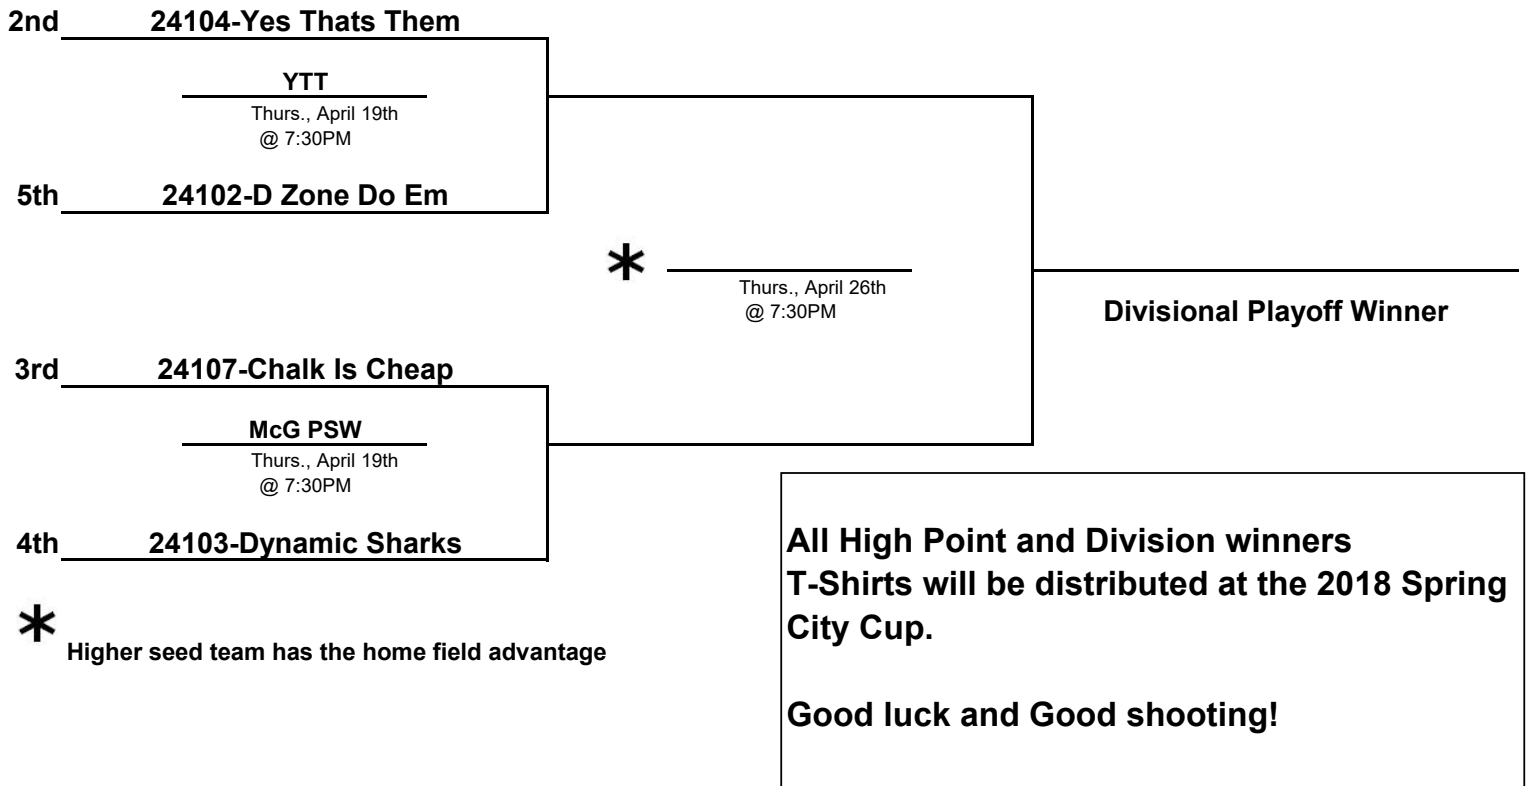 2nd 24104-Yes Thats Them
YTT
Thurs., April 19th
@ 7:30PM
5th 24102-D Zone Do Em
*
Thurs., April 26th
@ 7:30PM
Divisional Playoff Winner
3rd 24107-Chalk Is Cheap
McG PSW
Thurs., April 19th
@ 7:30PM
4th 24103-Dynamic Sharks
* Higher seed team has the home field advantage
All High Point and Division winners
T-Shirts will be distributed at the 2018 Spring
City Cup.
Good luck and Good shooting!